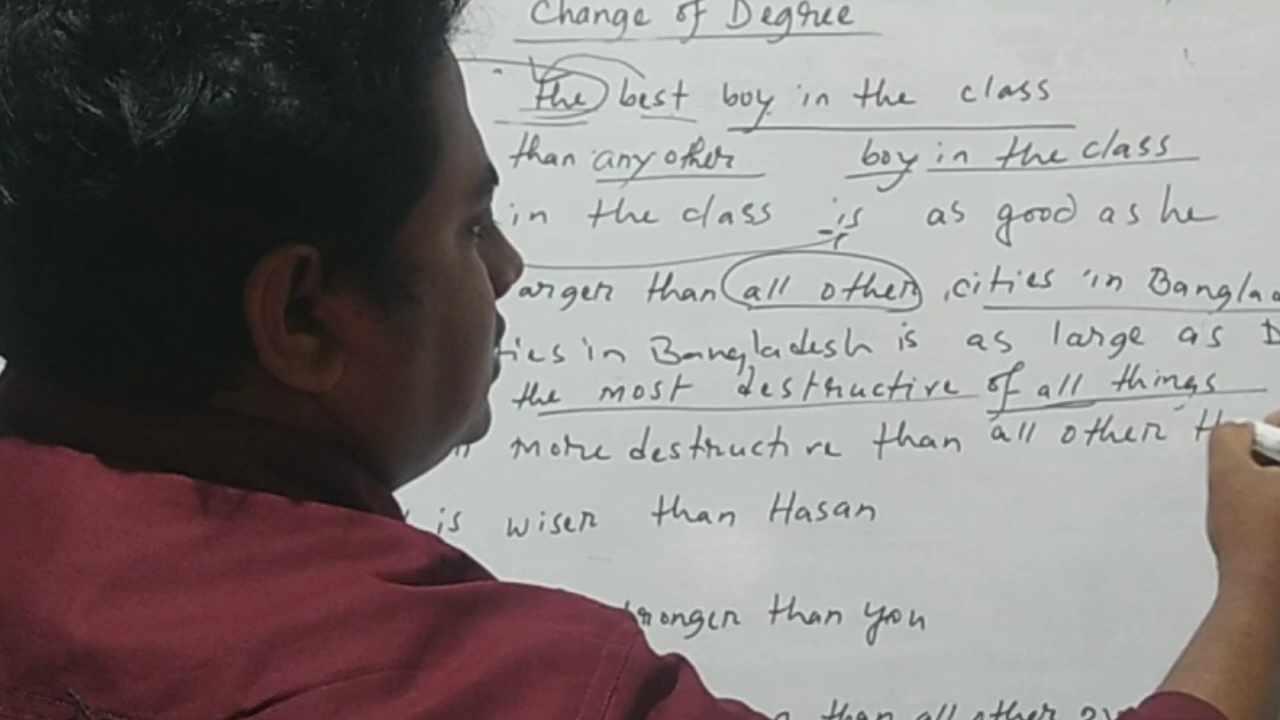 Change of Degree
the best boy in the class
than any other boy in the class
in the class is as good as he
arger than all other cities in Bangla
ties in Bangladesh is as large as D
the most destructive of all things
more destructive than all other
is wiser than Hasan
ronger than you
than all other